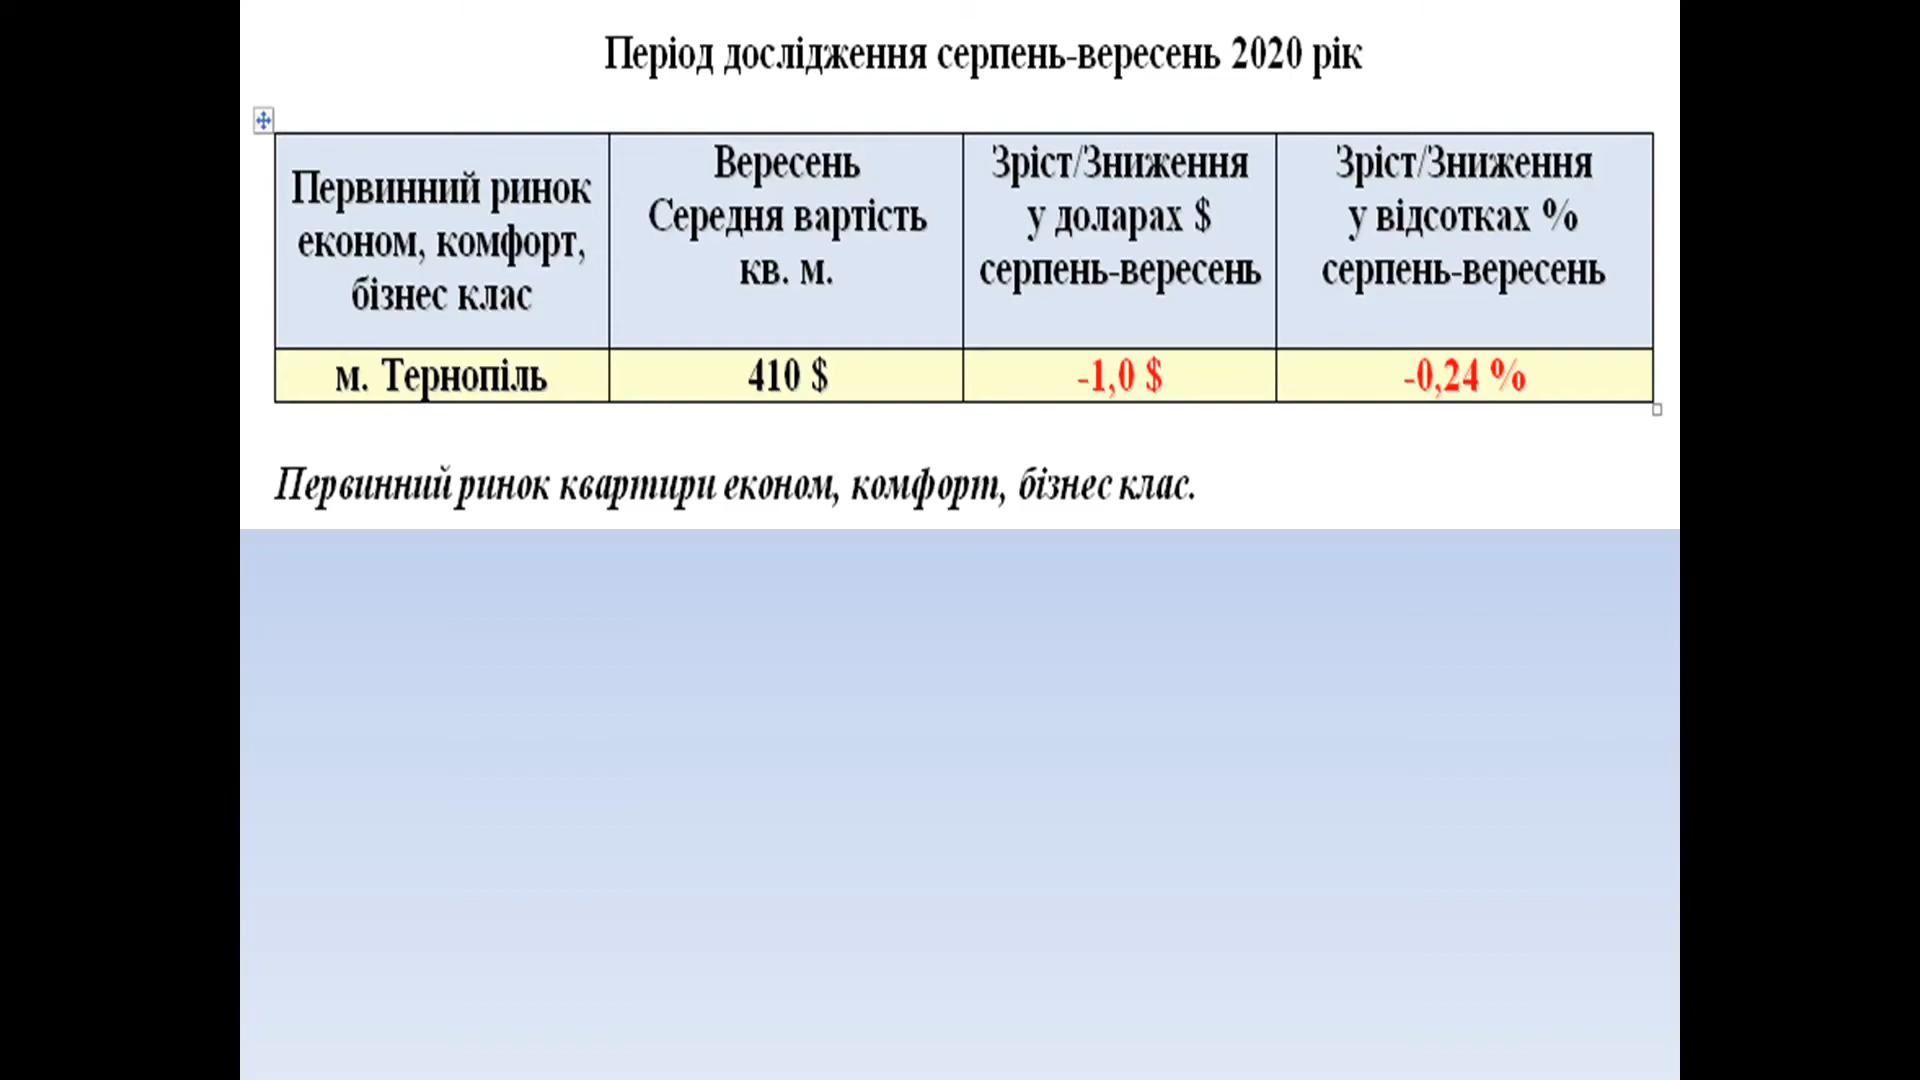 Період дослідження серпень-вересень 2020 рік
Первинний ринок
економ, комфорт,
бізнес клас
Вересень
Середня вартість
кв. м.
Зріст/Зниження
у доларах $
серпень-вересень
Зріст/Зниження
у відсотках %
серпень-вересень
м. Тернопіль
410 $
-1,0 $
-0,24 %
Первинний ринок квартири економ, комфорт, бізнес клас.